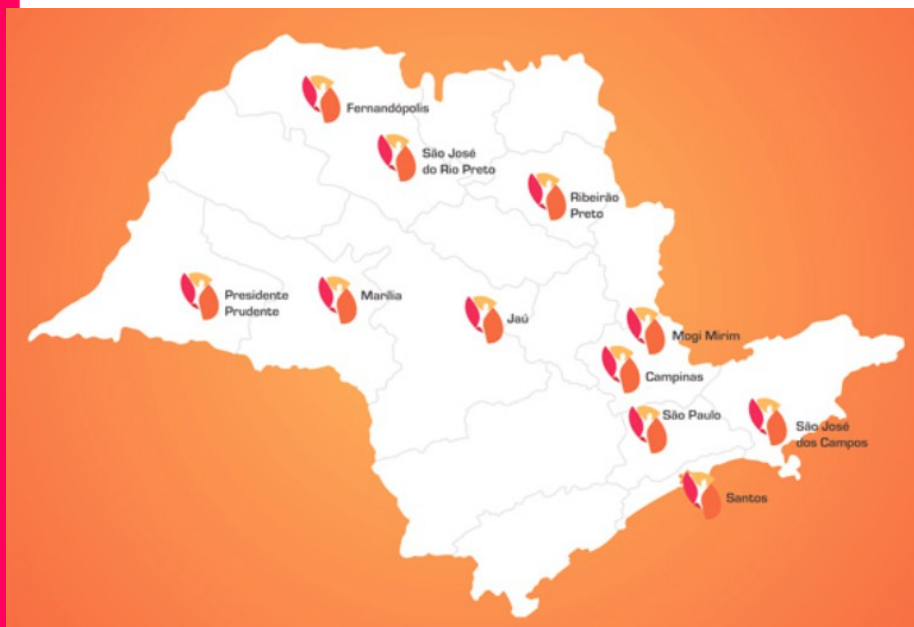 Fernandópolis
São José
do Rio Preto
Ribeirão
Preto
Presidente
Prudente
Marília
Jaú
Mogi Mirim
Campinas
São Paulo
São José
dos Campos
Santos